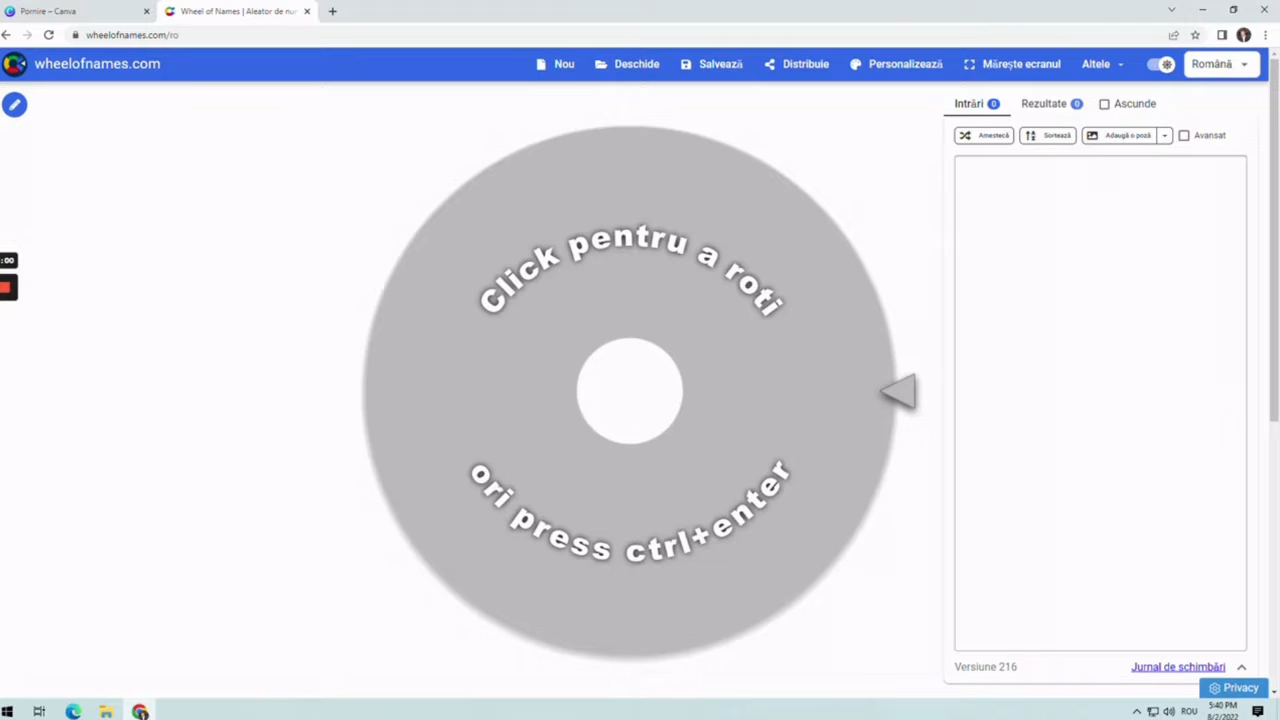 Pornire – Canva
Wheel of Names | Aleator de nu
wheelofnames.com/ro
wheelofnames.com
Nou
Deschide
Salvează
Distribuie
Personalizează
Mărește ecranul
Altele
Română
Intrări 0
Rezultate 0
Ascunde
Amestecă
Sortează
Adaugă o poză
Avansat
:00
Click pentru a roti
ori press ctrl+enter
Versiune 216
Jurnal de schimbări
Privacy
ROU
5:40 PM
8/2/2022